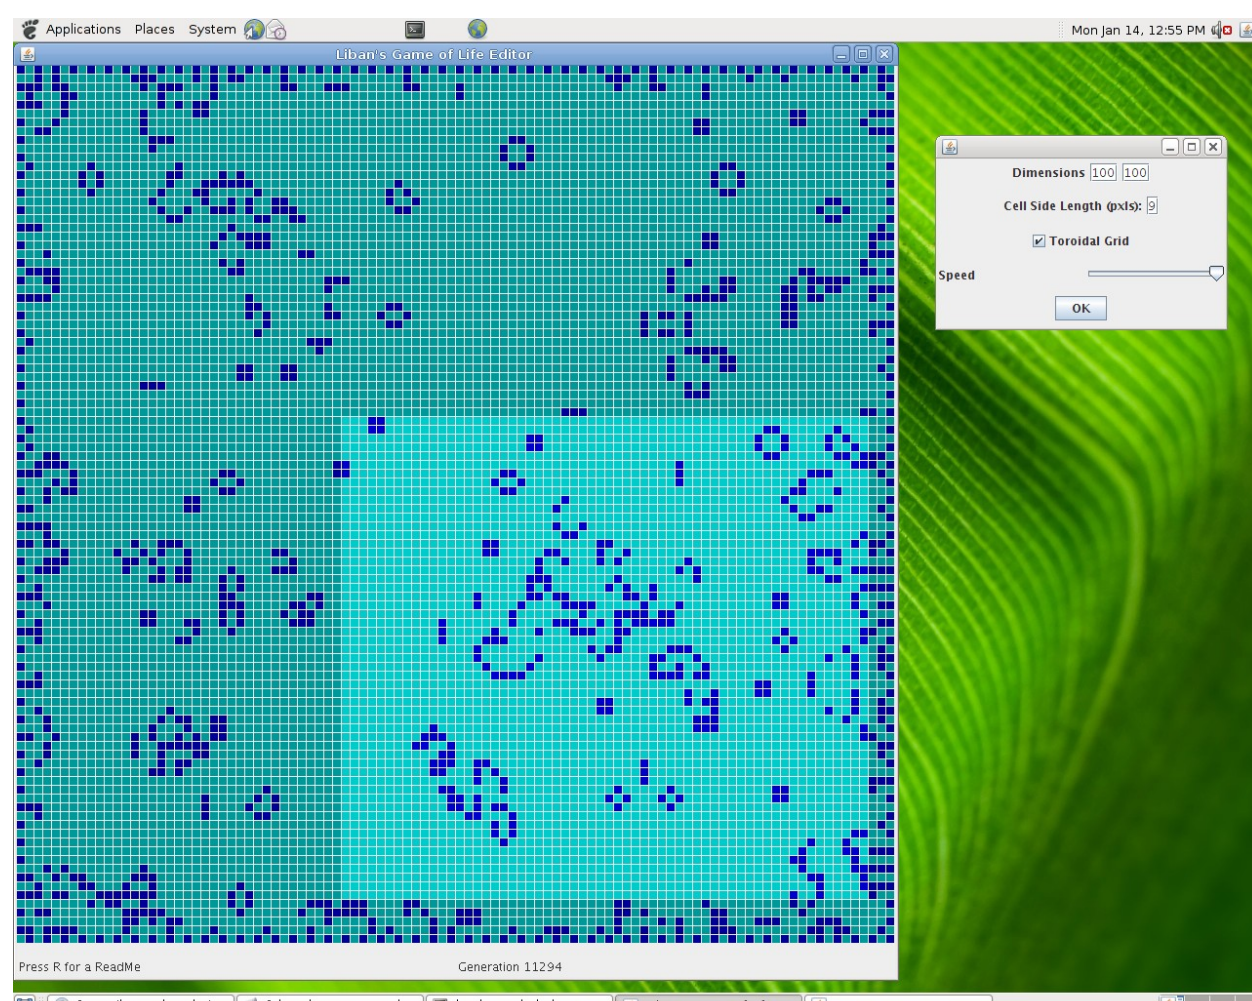 Applications Places System
Mon Jan 14, 12:55 PM
Liban's Game of Life Editor
Dimensions 100 100
Cell Side Length (pxls): 9
Toroidal Grid
Speed
OK
Press R for a ReadMe
Generation 11294